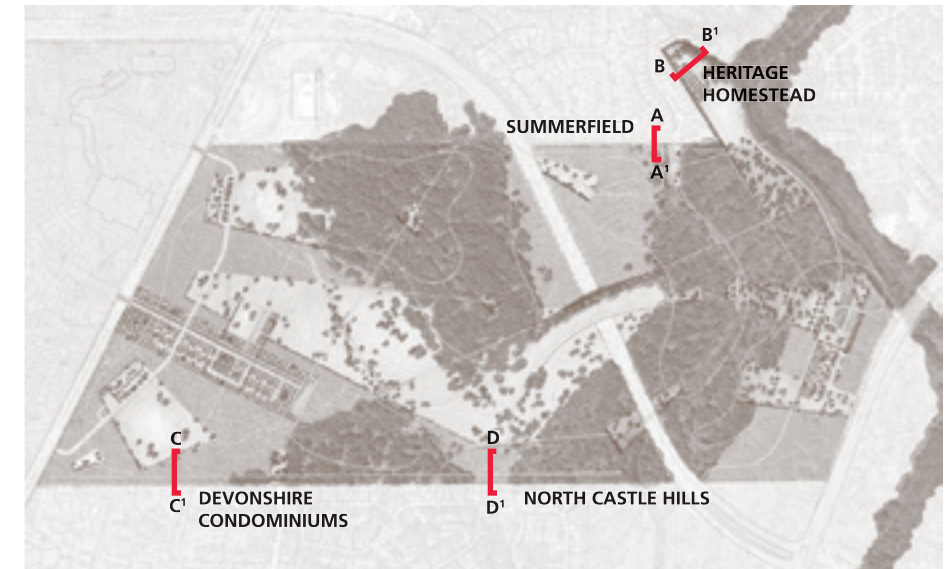 B¹
B
HERITAGE
HOMESTEAD
A
SUMMERFIELD
A¹
C
D
C¹
DEVONSHIRE
CONDOMINIUMS
D¹
NORTH CASTLE HILLS